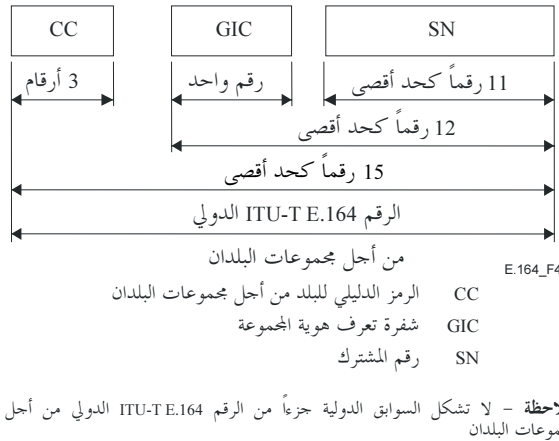 CC GIC SN
3 أرقام رقم واحد 11 رقماً كحد أقصى
12 رقماً كحد أقصى
15 رقماً كحد أقصى
الرقم ITU-T E.164 الدولي
من أجل مجموعات البلدان
E.164_F4
CC الرمز الدليلي للبلد من أجل مجموعات البلدان
GIC شفرة تعرف هوية المجموعة
SN رقم المشترك
– لا تشكل السوابق الدولية جزءاً من الرقم ITU-T E.164 الدولي من أجل
البلدان